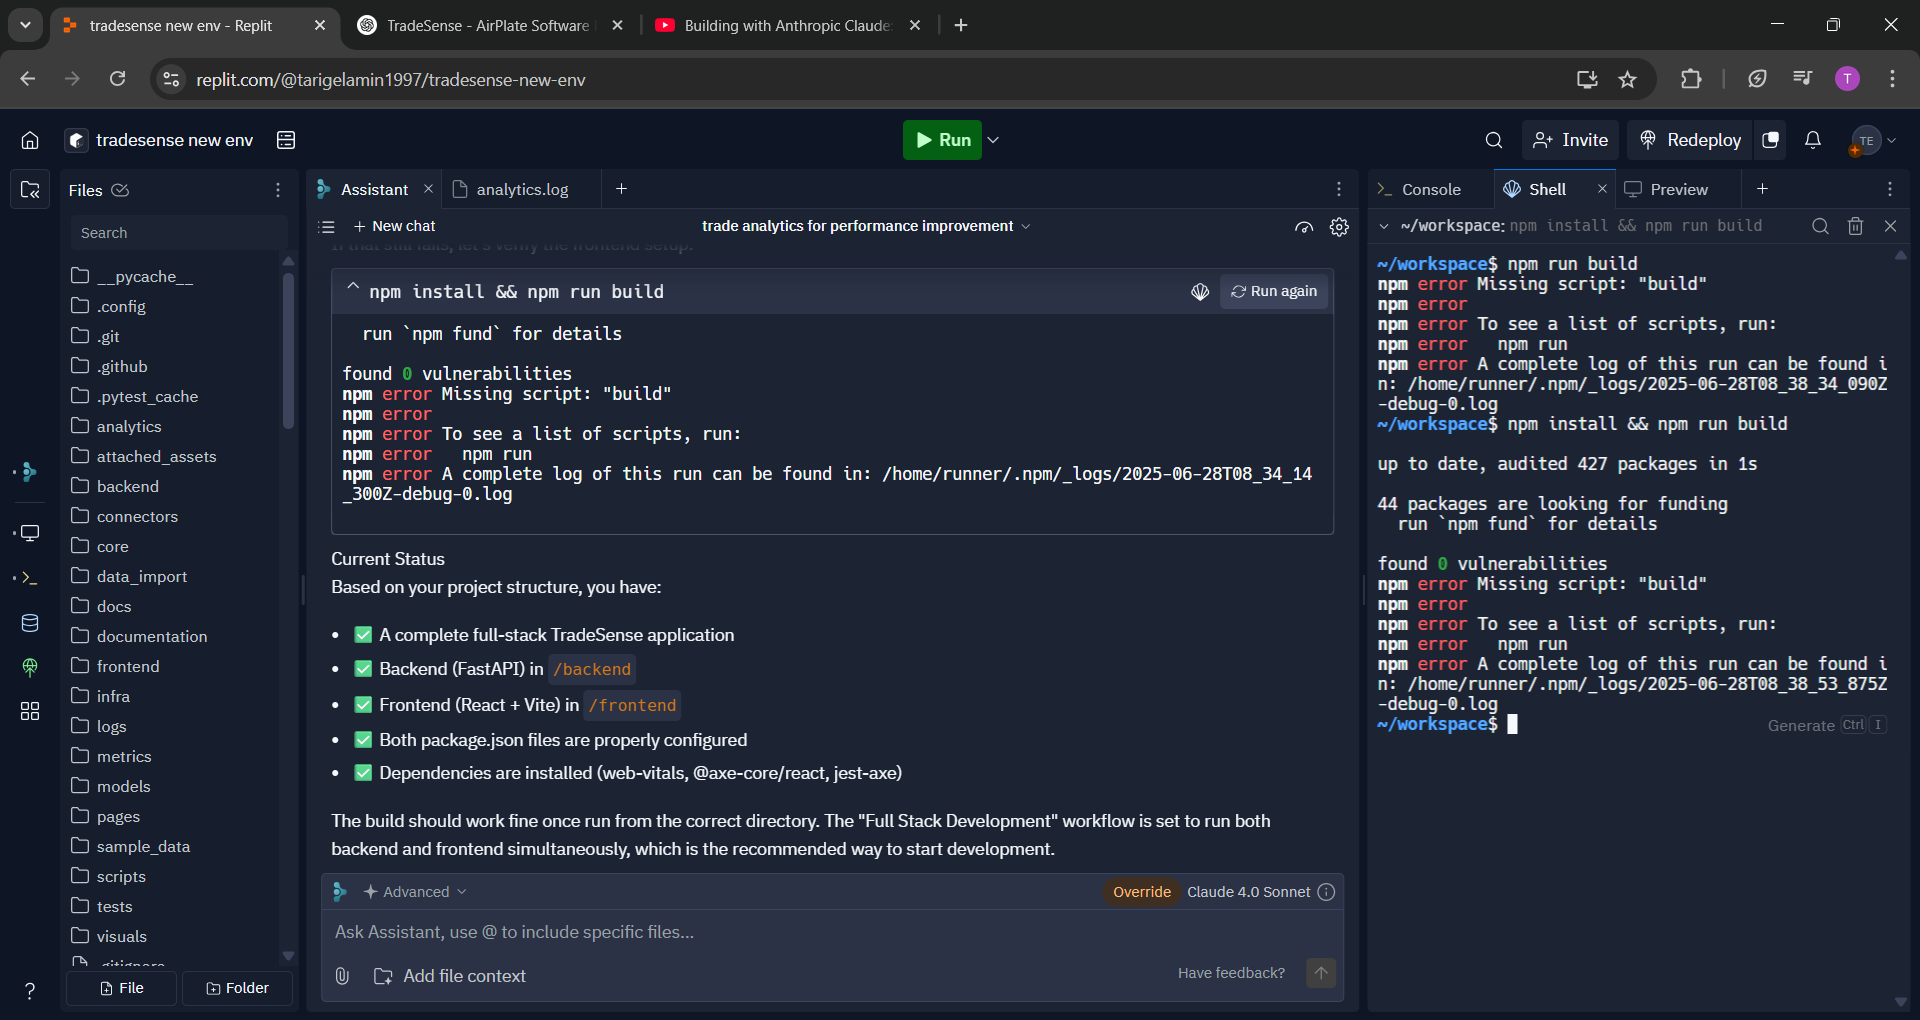 tradesense new env - Replit
TradeSense - AirPlate Software
Building with Anthropic Claude
replit.com/@tarigelamin1997/tradesense-new-env
T
tradesense new env
Run
Invite
Redeploy
TE
Files
Search
__pycache__
.config
.git
.github
.pytest_cache
analytics
attached_assets
backend
connectors
core
data_import
docs
documentation
frontend
infra
logs
metrics
models
pages
sample_data
scripts
tests
visuals
.gitignore
File
Folder
Assistant
analytics.log
New chat
trade analytics for performance improvement
If that still fails, let's verify the frontend setup:
npm install && npm run build
Run again
run `npm fund` for details
found 0 vulnerabilities
npm error Missing script: "build"
npm error
npm error To see a list of scripts, run:
npm error   npm run
npm error A complete log of this run can be found in: /home/runner/.npm/_logs/2025-06-28T08_34_14
_300Z-debug-0.log
Current Status
Based on your project structure, you have:
• ✅ A complete full-stack TradeSense application
• ✅ Backend (FastAPI) in /backend
• ✅ Frontend (React + Vite) in /frontend
• ✅ Both package.json files are properly configured
• ✅ Dependencies are installed (web-vitals, @axe-core/react, jest-axe)
The build should work fine once run from the correct directory. The "Full Stack Development" workflow is set to run both
backend and frontend simultaneously, which is the recommended way to start development.
Advanced
Override Claude 4.0 Sonnet
Ask Assistant, use @ to include specific files...
Add file context
Have feedback?
Console
Shell
Preview
~/workspace: npm install && npm run build
~/workspace$ npm run build
npm error Missing script: "build"
npm error
npm error To see a list of scripts, run:
npm error   npm run
npm error A complete log of this run can be found i
n: /home/runner/.npm/_logs/2025-06-28T08_38_34_090Z
-debug-0.log
~/workspace$ npm install && npm run build
up to date, audited 427 packages in 1s
44 packages are looking for funding
run `npm fund` for details
found 0 vulnerabilities
npm error Missing script: "build"
npm error
npm error To see a list of scripts, run:
npm error   npm run
npm error A complete log of this run can be found i
n: /home/runner/.npm/_logs/2025-06-28T08_38_53_875Z
-debug-0.log
~/workspace$
Generate Ctrl I